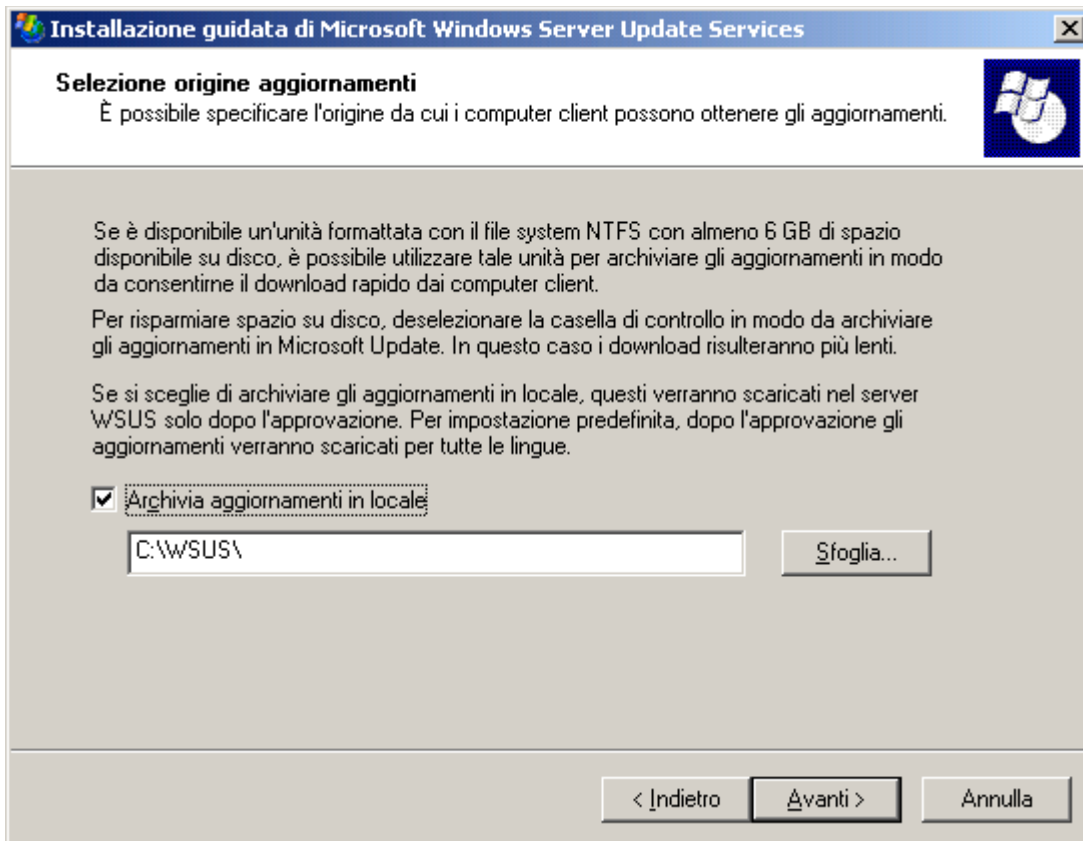 Installazione guidata di Microsoft Windows Server Update Services
Selezione origine aggiornamenti
È possibile specificare l'origine da cui i computer client possono ottenere gli aggiornamenti.
Se è disponibile un'unità formattata con il file system NTFS con almeno 6 GB di spazio
disponibile su disco, è possibile utilizzare tale unità per archiviare gli aggiornamenti in modo
da consentirne il download rapido dai computer client.
Per risparmiare spazio su disco, deselezionare la casella di controllo in modo da archiviare
gli aggiornamenti in Microsoft Update. In questo caso i download risulteranno più lenti.
Se si sceglie di archiviare gli aggiornamenti in locale, questi verranno scaricati nel server
WSUS solo dopo l'approvazione. Per impostazione predefinita, dopo l'approvazione gli
aggiornamenti verranno scaricati per tutte le lingue.
Archivia aggiornamenti in locale
C:\WSUS\
Sfoglia...
< Indietro
Avanti >
Annulla